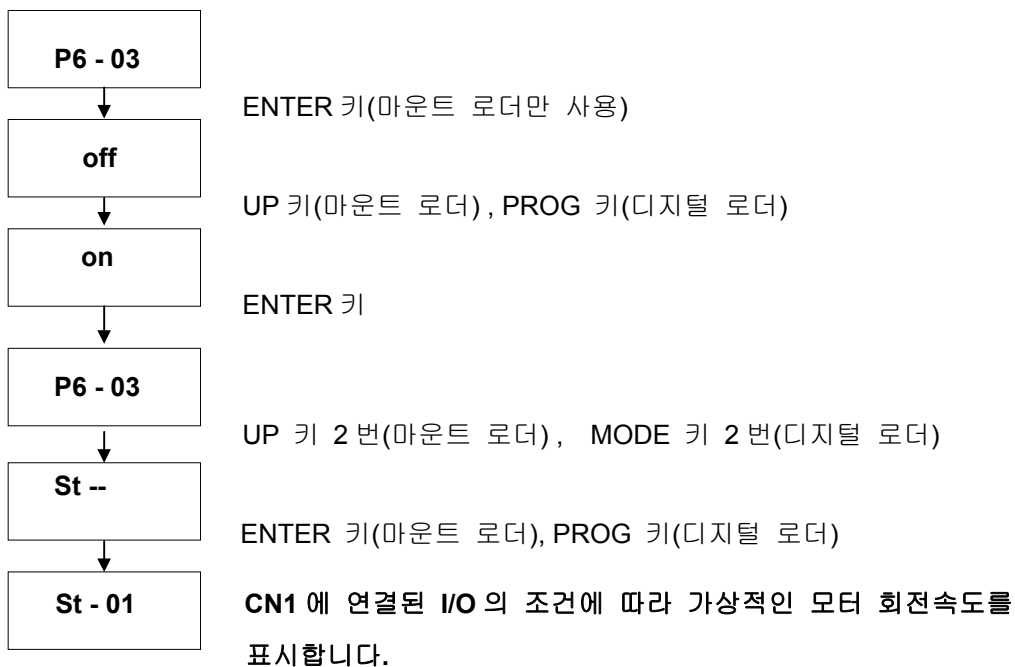 P6 - 03
ENTER 키(마운트 로더만 사용)
off
UP 키(마운트 로더) , PROG 키(디지털 로더)
on
ENTER 키
P6 - 03
UP 키 2 번(마운트 로더) , MODE 키 2 번(디지털 로더)
St --
ENTER 키(마운트 로더), PROG 키(디지털 로더)
St - 01
CN1 에 연결된 I/O 의 조건에 따라 가상적인 모터 회전속도를
표시합니다.